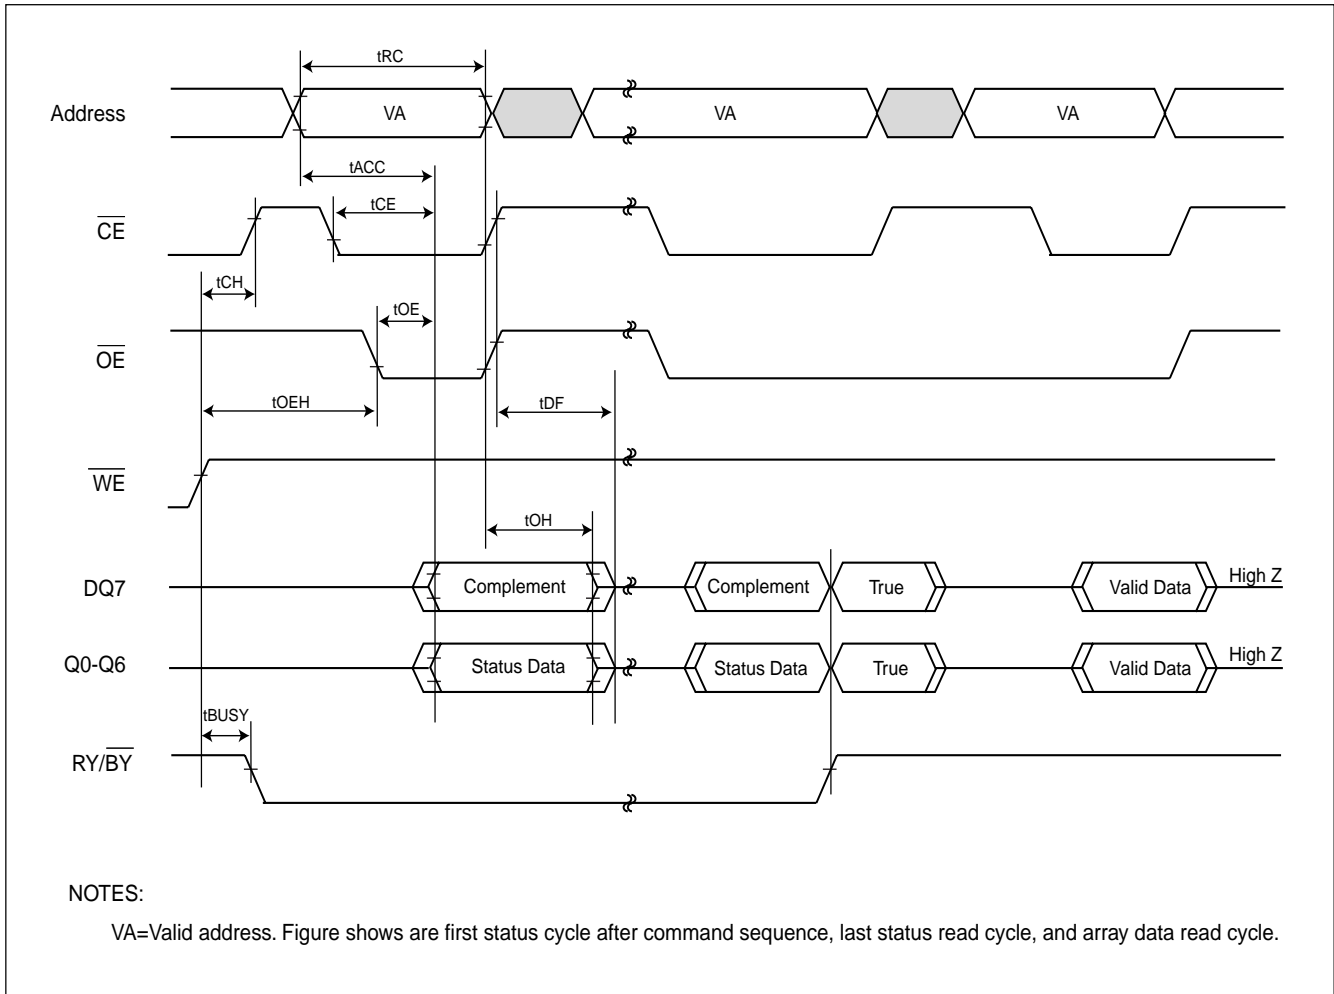 tRC
Address VA VA VA
tACC
tCE
CE
tCH
tOE
OE
tOEH tDF
WE
tOH
DQ7 Complement Complement True Valid Data High Z
Q0-Q6 Status Data Status Data True Valid Data High Z
tBUSY
RY/BY
NOTES:
VA=Valid address. Figure shows are first status cycle after command sequence, last status read cycle, and array data read cycle.